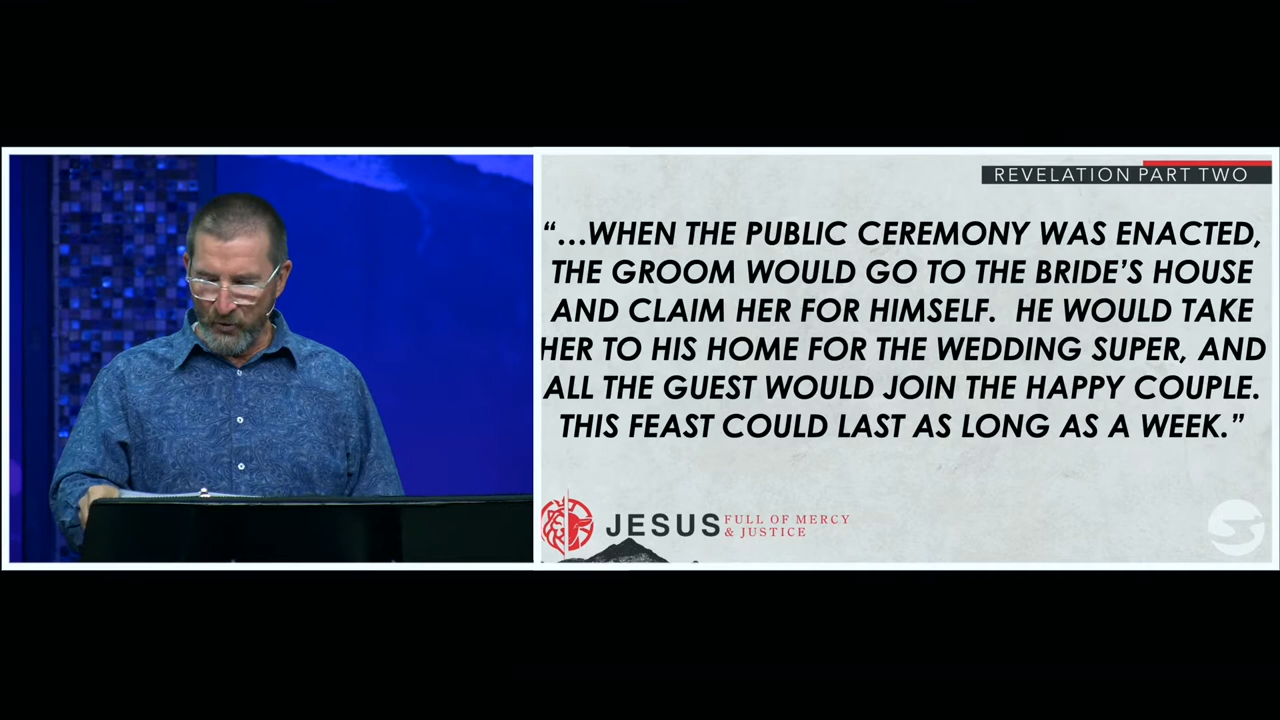 REVELATION PART TWO
“...WHEN THE PUBLIC CEREMONY WAS ENACTED,
THE GROOM WOULD GO TO THE BRIDE’S HOUSE
AND CLAIM HER FOR HIMSELF.  HE WOULD TAKE
HER TO HIS HOME FOR THE WEDDING SUPER, AND
ALL THE GUEST WOULD JOIN THE HAPPY COUPLE.
THIS FEAST COULD LAST AS LONG AS A WEEK.”
JESUS
FULL OF MERCY
& JUSTICE